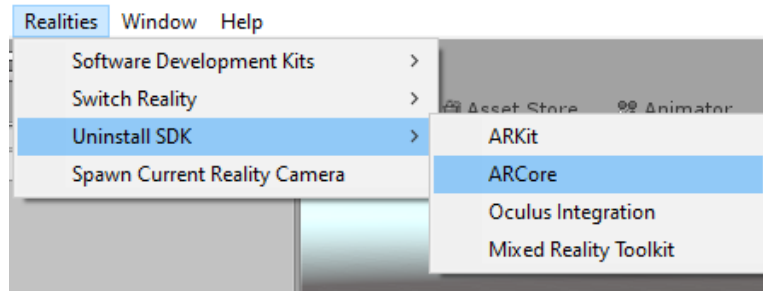 Realities Window Help
Software Development Kits >
Switch Reality >
Asset Store Animator
Uninstall SDK >
ARKit
Spawn Current Reality Camera
ARCore
Oculus Integration
Mixed Reality Toolkit